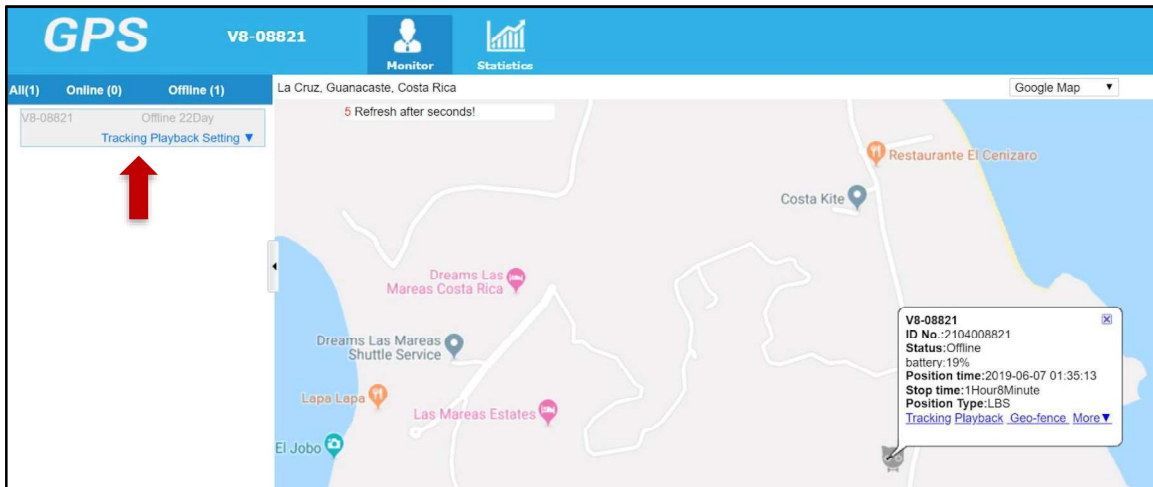 GPS
V8-08821
Monitor
Statistics
All(1) Online (0) Offline (1)
La Cruz, Guanacaste, Costa Rica
Google Map ▼
V8-08821 Offline 22Day
Tracking Playback Setting ▼
5 Refresh after seconds!
Restaurante El Cenizaro
Costa Kite
Dreams Las
Mareas Costa Rica
Dreams Las Mareas
Shuttle Service
Lapa Lapa
Las Mareas Estates
El Jobo
V8-08821
ID No.:2104008821
Status:Offline
battery:19%
Position time:2019-06-07 01:35:13
Stop time:1Hour8Minute
Position Type:LBS
Tracking Playback Geo-fence More▼